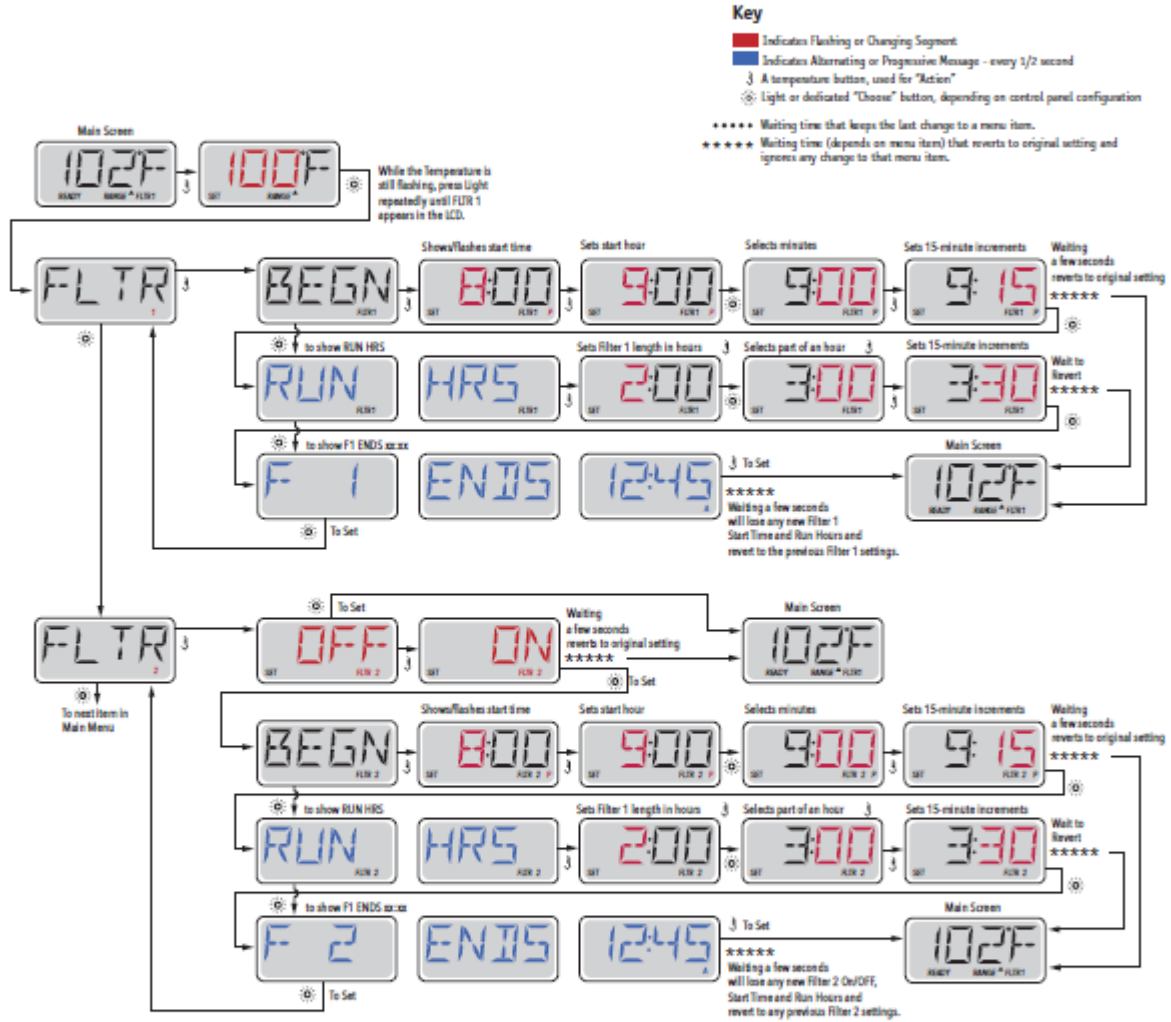 Key
Indicates Flashing or Changing Segment
Indicates Alternating or Progressive Message - every 1/2 second
A temperature button, used for "Action"
Light or dedicated "Choose" button, depending on control panel configuration
***** Waiting time that keeps the last change to a menu item.
***** Waiting time (depends on menu item) that reverts to original setting and
ignores any change to that menu item.
Main Screen
102°F
READY RANGE FLTR1
100°F
SET RANGE
While the Temperature is
still flashing, press Light
repeatedly until FLTR 1
appears in the LCD.
FLTR
1
BEGN
FLTR1
Shows/flashes start time
8:00
SET FLTR1 P
Sets start hour
9:00
SET FLTR1 P
Selects minutes
9:00
SET FLTR1 P
Sets 15-minute increments
9:15
SET FLTR1 P
Waiting
a few seconds
reverts to original setting
*****
to show RUN HRS
RUN
FLTR1
HRS
FLTR1
Sets Filter 1 length in hours
2:00
SET FLTR1
Selects part of an hour
3:00
SET FLTR1
Sets 15-minute increments
3:30
SET FLTR1
Wait to
Revert
*****
to show F1 ENDS xx:xx
F 1
ENDS
12:45
A
To Set
*****
Waiting a few seconds
will lose any new Filter 1
Start Time and Run Hours and
revert to the previous Filter 1 settings.
Main Screen
102°F
READY RANGE FLTR1
To Set
FLTR
2
To next item in
Main Menu
To Set
OFF
SET FLTR 2
ON
SET FLTR 2
Waiting
a few seconds
reverts to original setting
*****
To Set
Main Screen
102°F
READY RANGE FLTR1
BEGN
FLTR 2
Shows/flashes start time
8:00
SET FLTR 2 P
Sets start hour
9:00
SET FLTR 2 P
Selects minutes
9:00
SET FLTR 2 P
Sets 15-minute increments
9:15
SET FLTR 2 P
Waiting
a few seconds
reverts to original setting
*****
to show RUN HRS
RUN
FLTR 2
HRS
FLTR 2
Sets Filter 1 length in hours
2:00
SET FLTR 2
Selects part of an hour
3:00
SET FLTR 2
Sets 15-minute increments
3:30
SET FLTR 2
Wait to
Revert
*****
to show F1 ENDS xx:xx
F 2
ENDS
12:45
A
To Set
*****
Waiting a few seconds
will lose any new Filter 2 On/OFF,
Start Time and Run Hours and
revert to any previous Filter 2 settings.
Main Screen
102°F
READY RANGE FLTR1
To Set